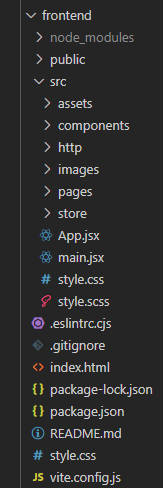 frontend
node_modules
public
src
assets
components
http
images
pages
store
App.jsx
main.jsx
style.css
style.scss
.eslintrc.cjs
.gitignore
index.html
package-lock.json
package.json
README.md
style.css
vite.config.js